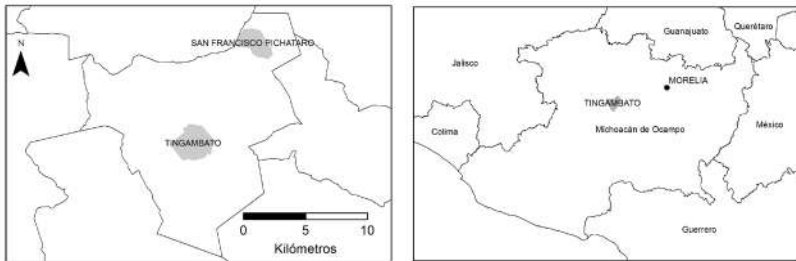 N
SAN FRANCISCO PICHATARO
TINGAMBATO
0 5 10
Kilómetros
Guanajuato
Querétaro
Jalisco
MORELIA
TINGAMBATO
Colima
Michoacán de Ocampo
México
Guerrero